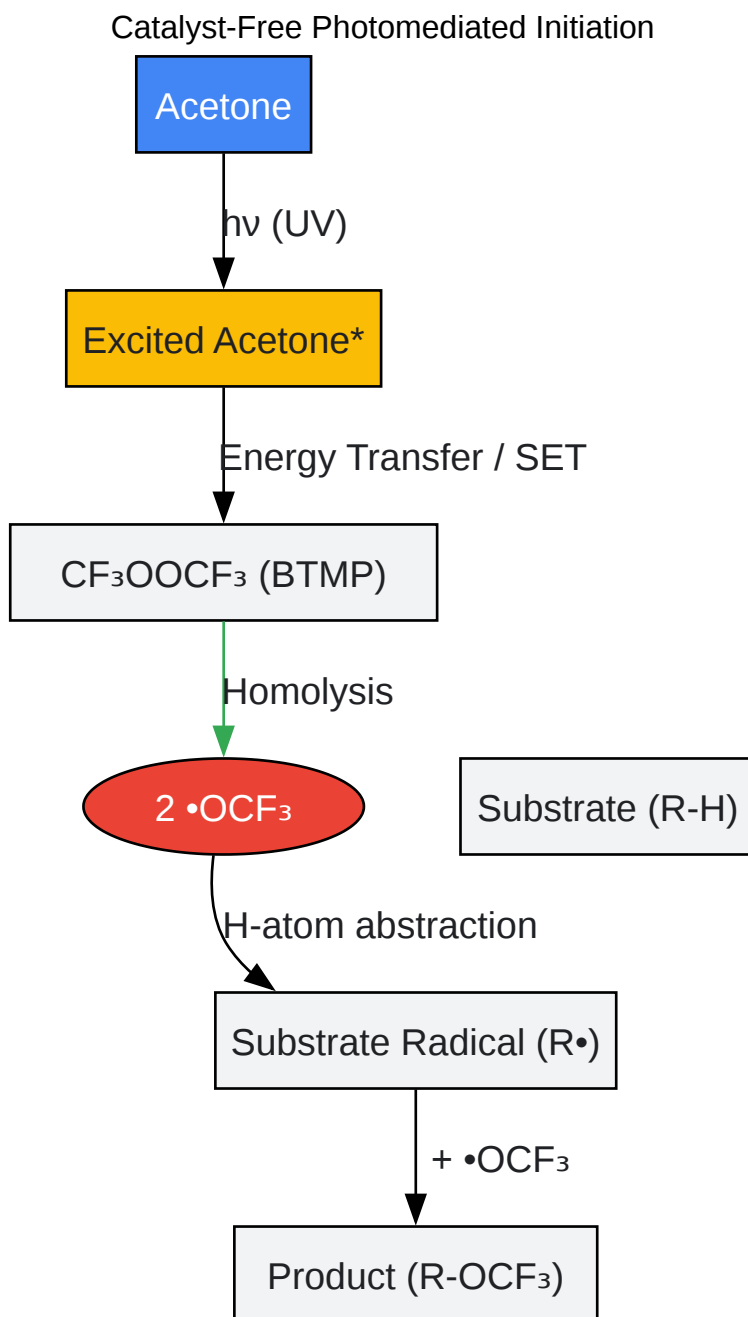 Catalyst-Free Photomediated Initiation
Acetone
hν (UV)
Excited Acetone*
Energy Transfer / SET
CF₃OOCF₃ (BTMP)
Homolysis
2 •OCF₃
Substrate (R-H)
H-atom abstraction
Substrate Radical (R•)
+ •OCF₃
Product (R-OCF₃)